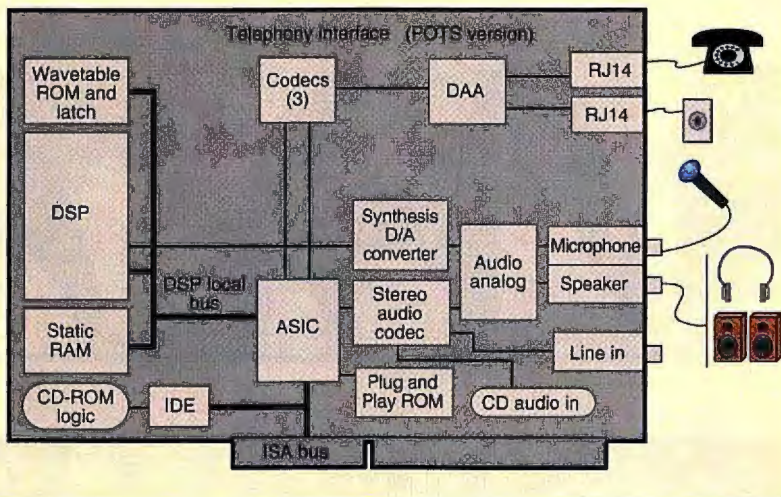 Telephony interface (POTS version)
Wavetable
ROM and
latch
Codecs
(3)
DAA
RJ14
RJ14
DSP
Synthesis
D/A
converter
Audio
analog
Microphone
Speaker
DSP local
bus
ASIC
Stereo
audio
codec
Static
RAM
Line in
CD-ROM
logic
IDE
Plug and
Play ROM
CD audio in
ISA bus